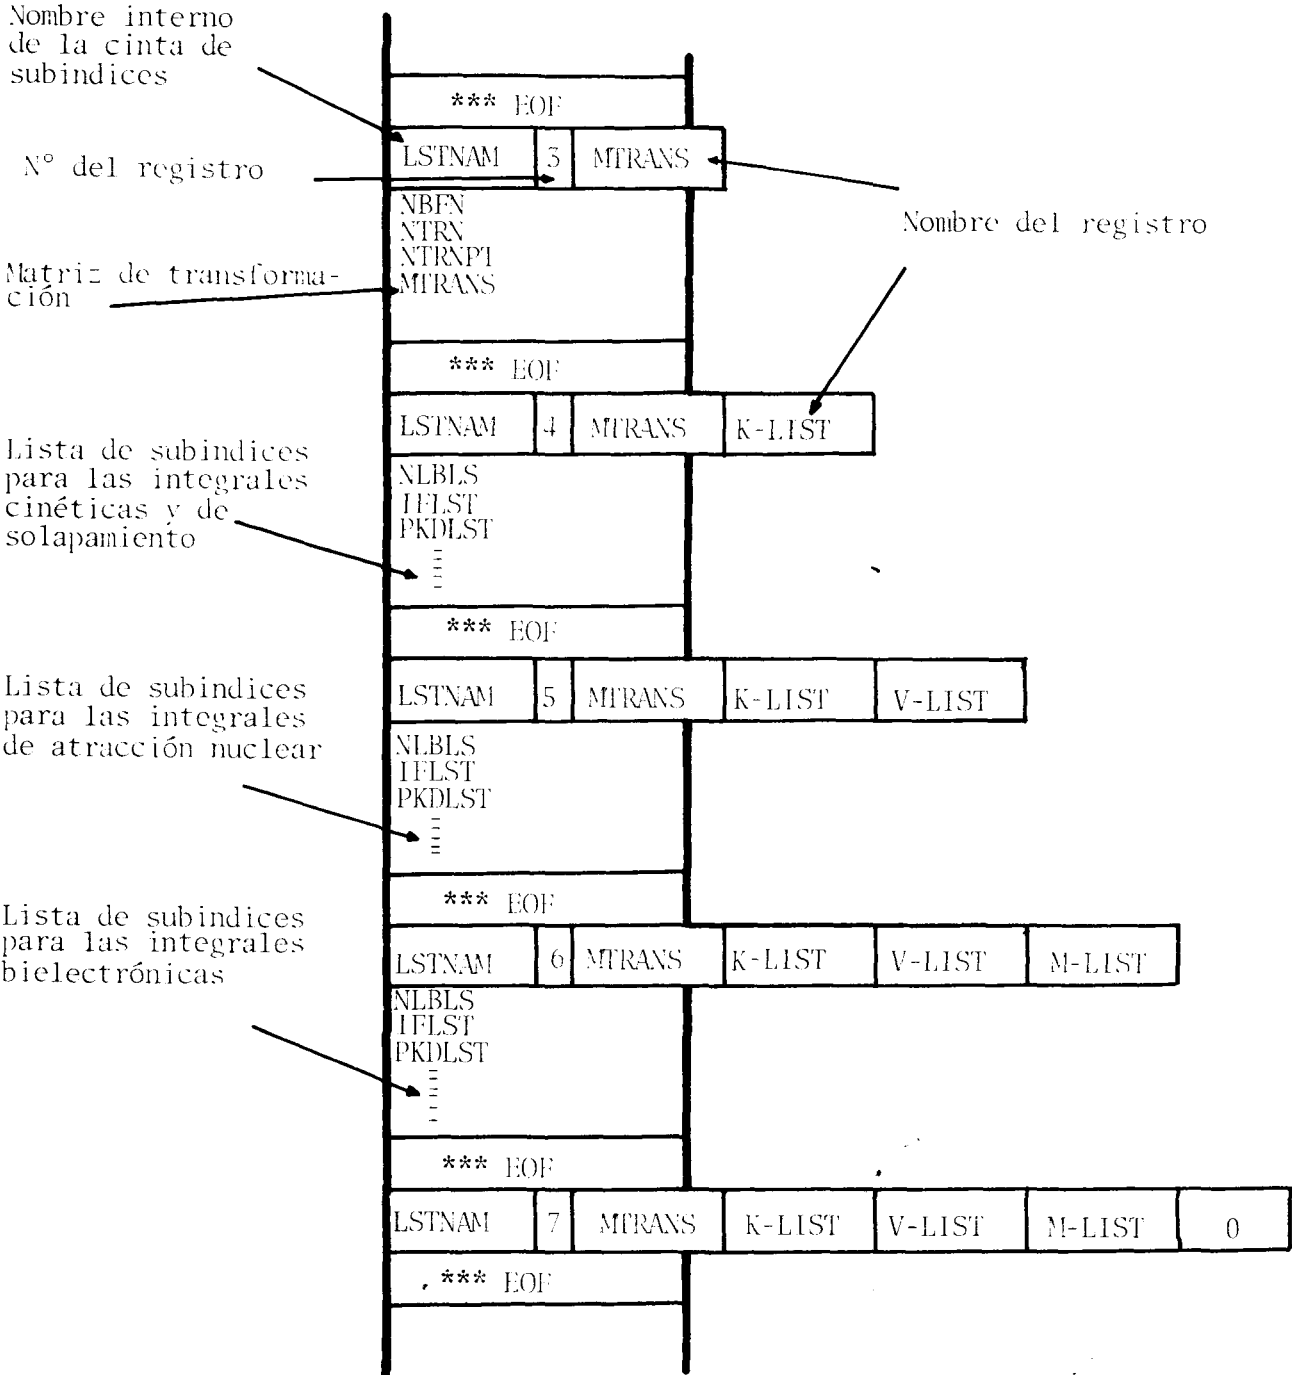 Nombre interno
de la cinta de
subindices
*** EOF
LSTNAM 3 MTRANS
Nº del registro
NBFN
NTRN
NTRNPT
MTRANS
Nombre del registro
Matriz de transforma-
ción
*** EOF
LSTNAM 4 MTRANS K-LIST
Lista de subindices
para las integrales
cinéticas y de
solapamiento
NLBLS
IFLST
PKDLST
*** EOF
LSTNAM 5 MTRANS K-LIST V-LIST
Lista de subindices
para las integrales
de atracción nuclear
NLBLS
IFLST
PKDLST
*** EOF
LSTNAM 6 MTRANS K-LIST V-LIST M-LIST
Lista de subindices
para las integrales
bielectrónicas
NLBLS
IFLST
PKDLST
*** EOF
LSTNAM 7 MTRANS K-LIST V-LIST M-LIST 0
*** EOF